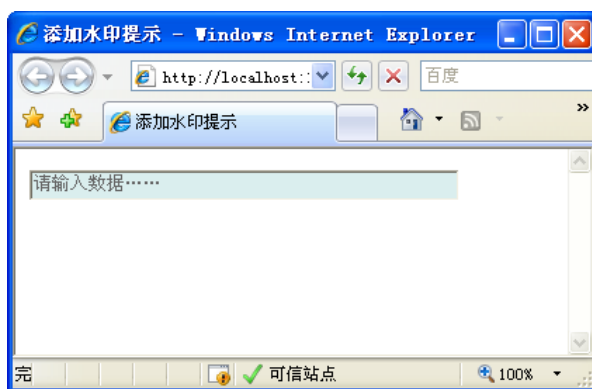 添加水印提示 - Windows Internet Explorer
http://localhost:
百度
添加水印提示
»
请输入数据……
完
可信站点
100%